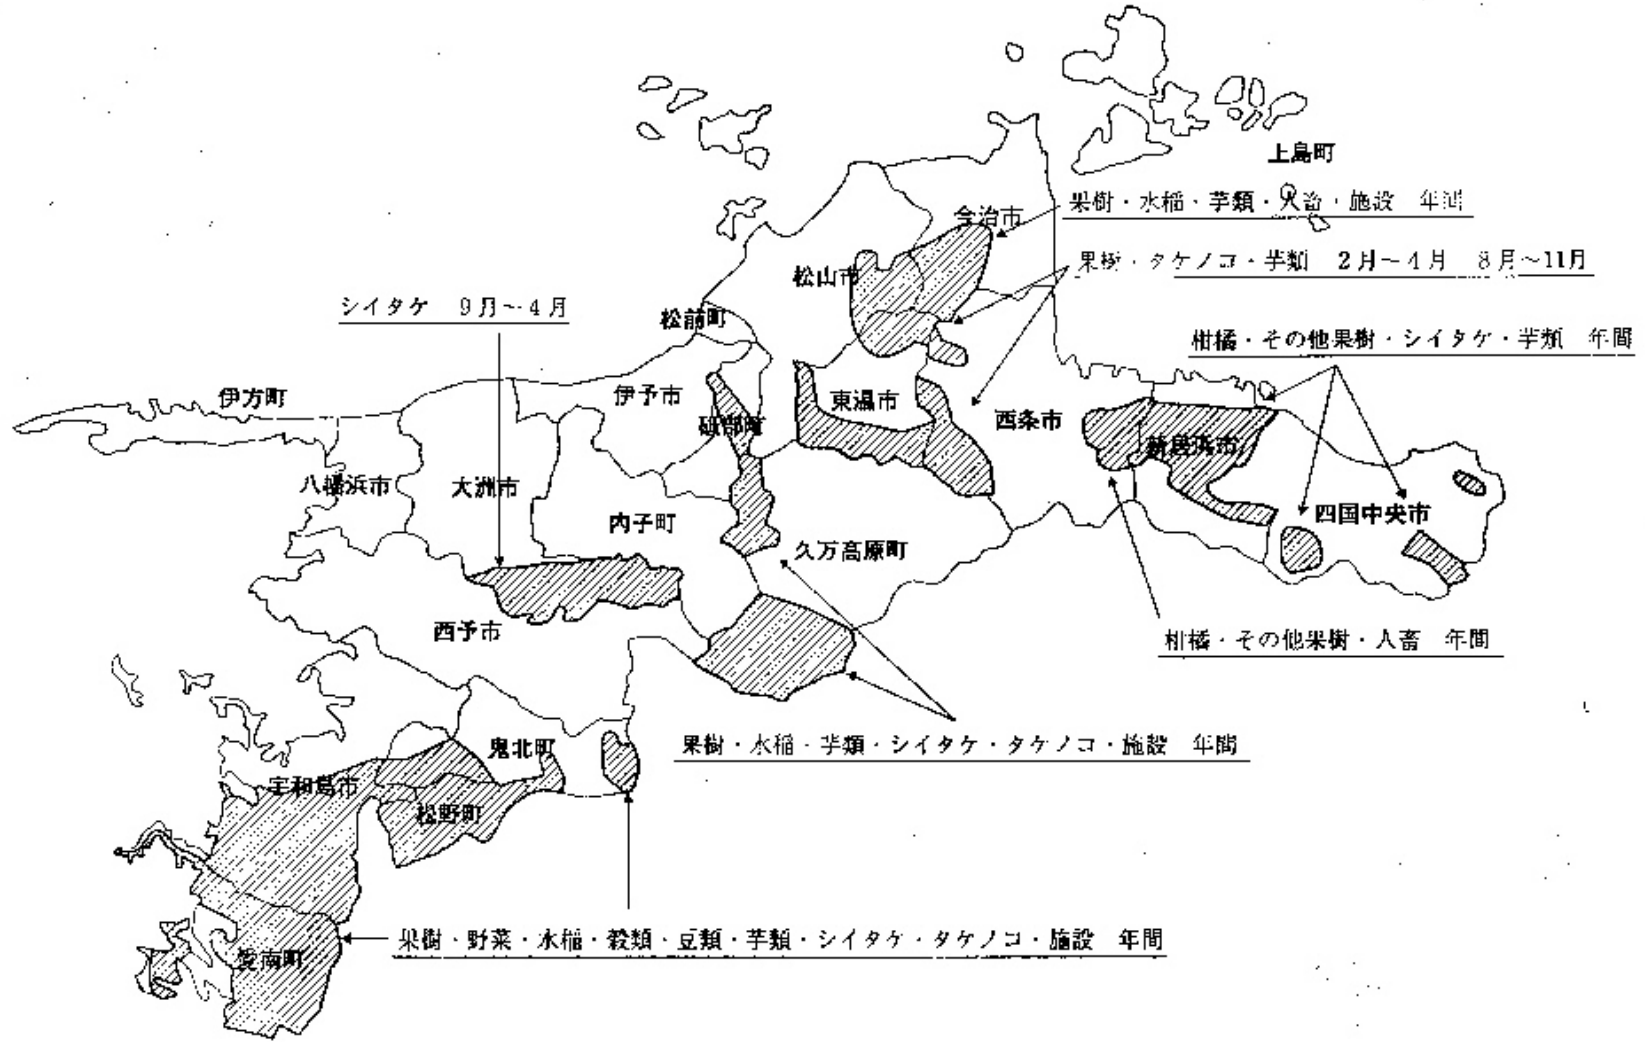 上島町
果樹・水稲・芋類・人畜・施設　年間
今治市
果樹・タケノコ・芋類　2月～4月　8月～11月
松山市
シイタケ　9月～4月
松前町
柑橘・その他果樹・シイタケ・芋類　年間
伊方町
伊予市
東温市
砥部町
西条市
新居浜市
八幡浜市
大洲市
内子町
四国中央市
久万高原町
西予市
柑橘・その他果樹・人畜　年間
鬼北町
果樹・水稲・芋類・シイタケ・タケノコ・施設　年間
宇和島市
松野町
果樹・野菜・水稲・穀類・豆類・芋類・シイタケ・タケノコ・施設　年間
愛南町